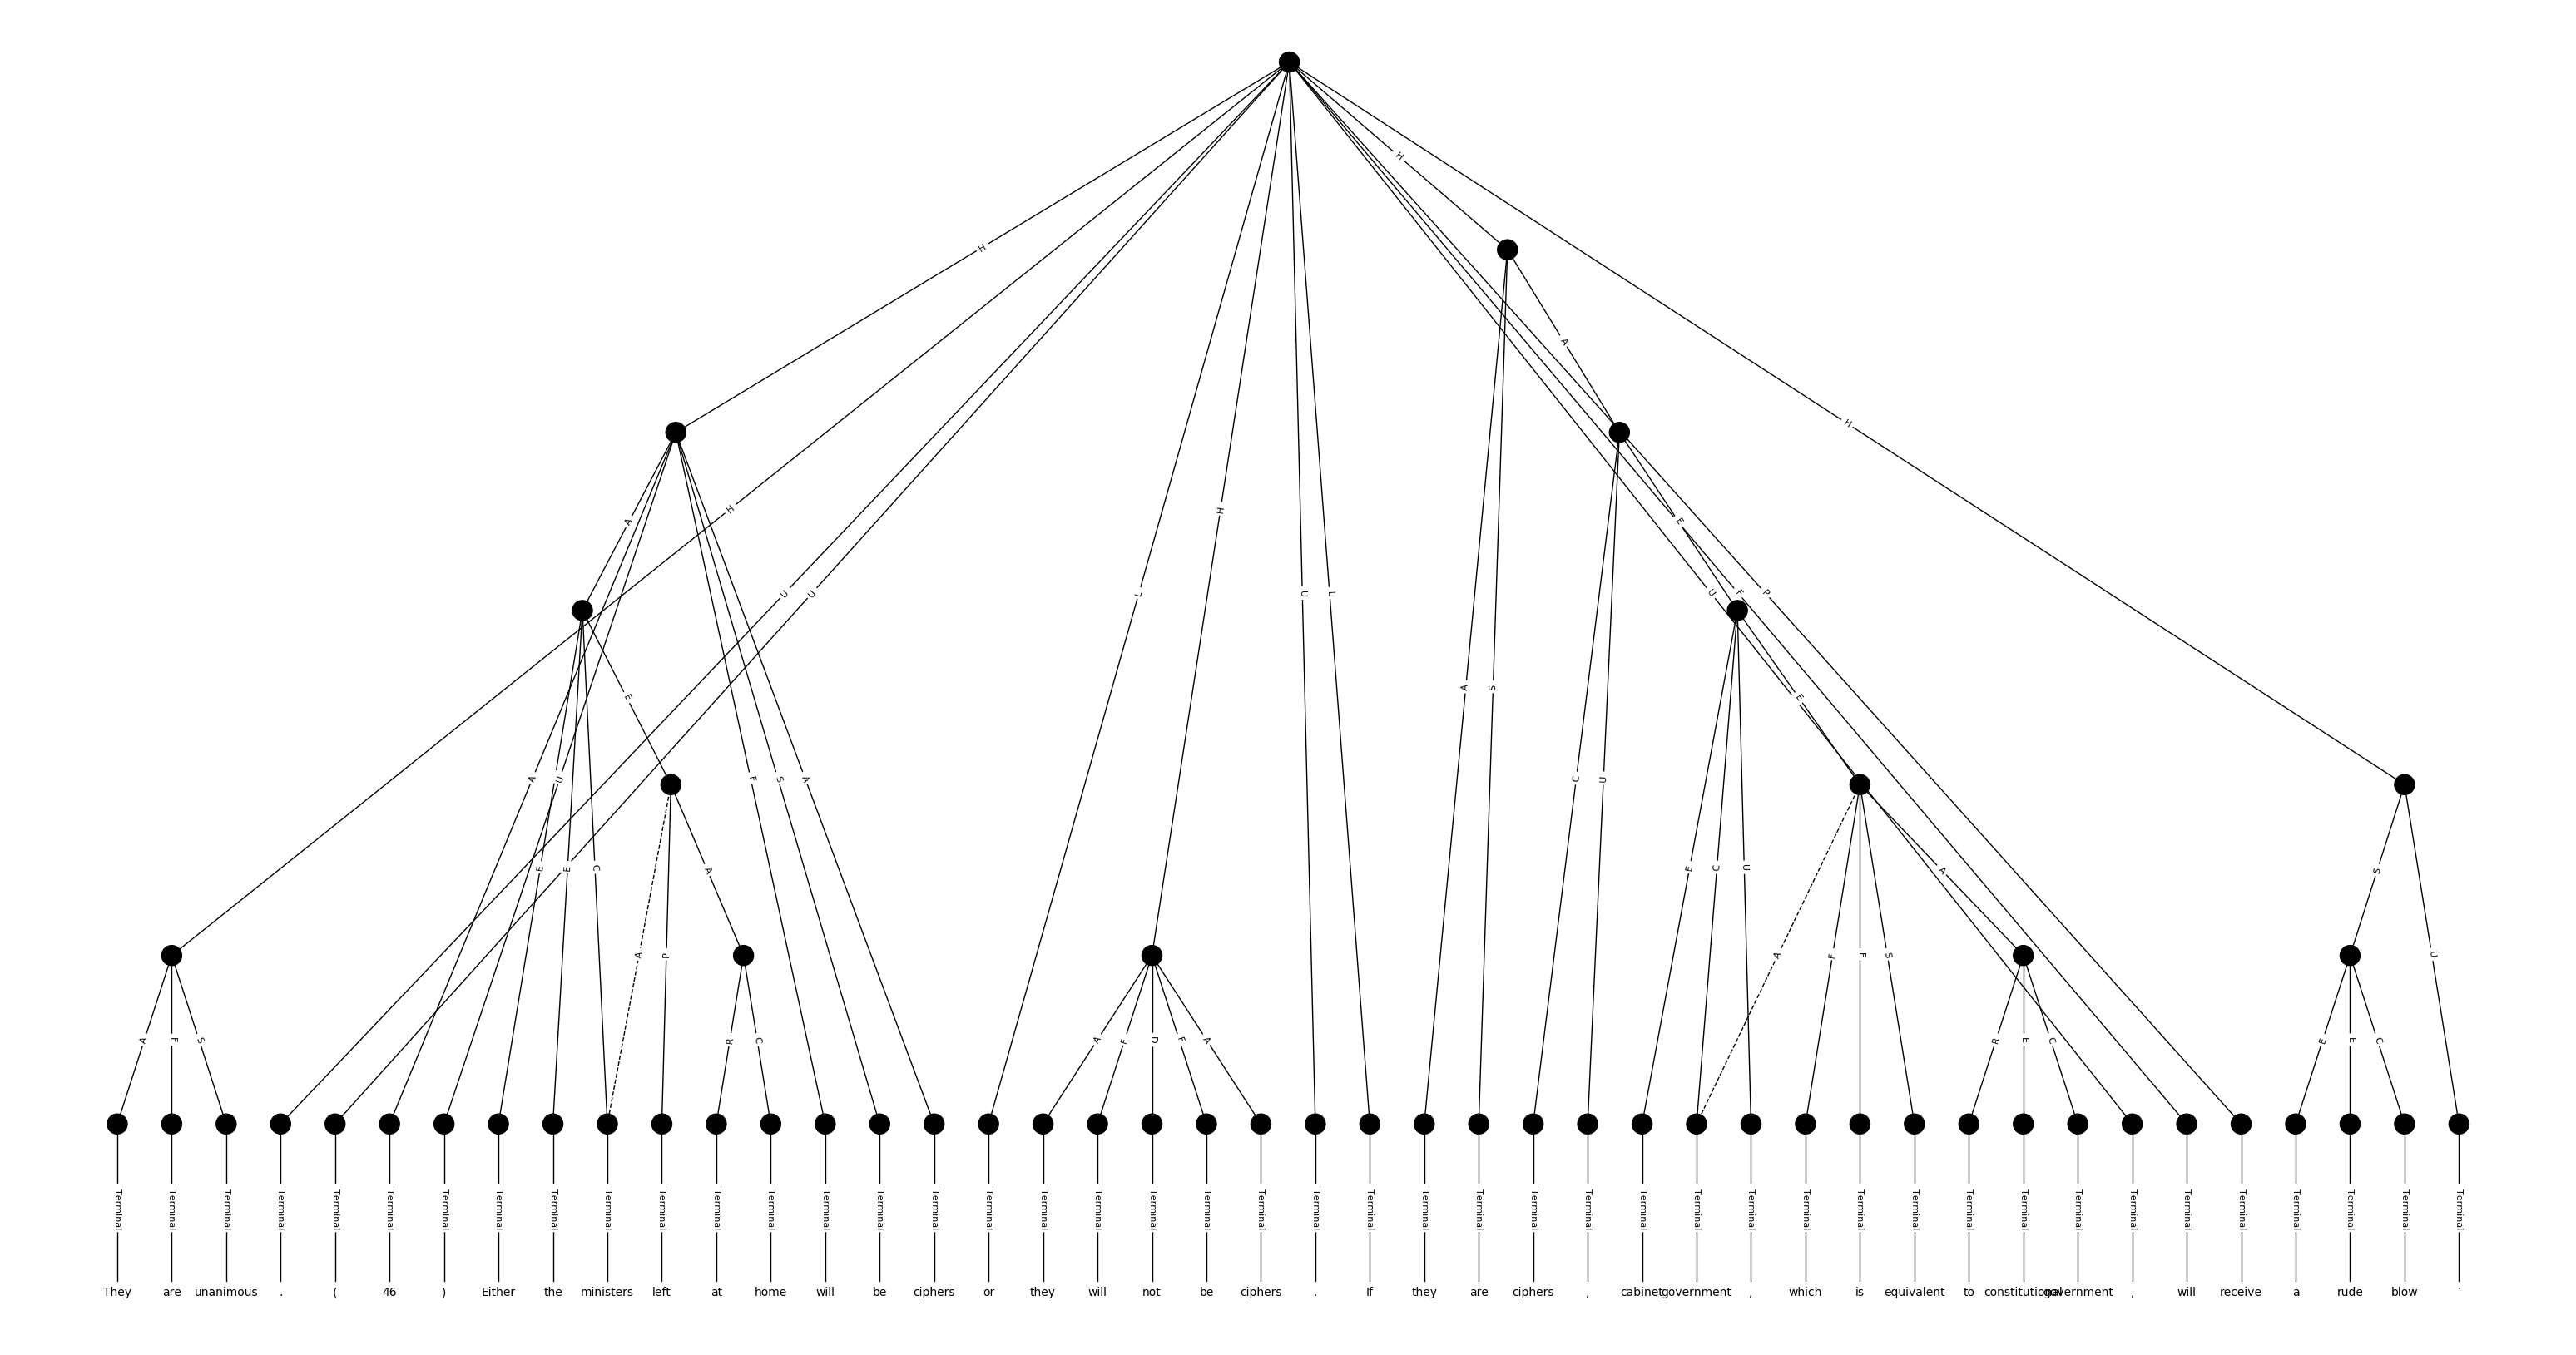 H
H
A
H
A H H E
U U L U L U F P
E A S E
A U F S A C U
E E C A E C U A S
A P A F F S U
A F S R C A F D F A R E C E E C
Terminal Terminal Terminal Terminal Terminal Terminal Terminal Terminal Terminal Terminal Terminal Terminal Terminal Terminal Terminal Terminal Terminal Terminal Terminal Terminal Terminal Terminal Terminal Terminal Terminal Terminal Terminal Terminal Terminal Terminal Terminal Terminal Terminal Terminal Terminal Terminal Terminal Terminal Terminal Terminal Terminal Terminal Terminal Terminal
They are unanimous . ( 46 ) Either the ministers left at home will be ciphers or they will not be ciphers . If they are ciphers , cabinet government , which is equivalent to constitutional government , will receive a rude blow .